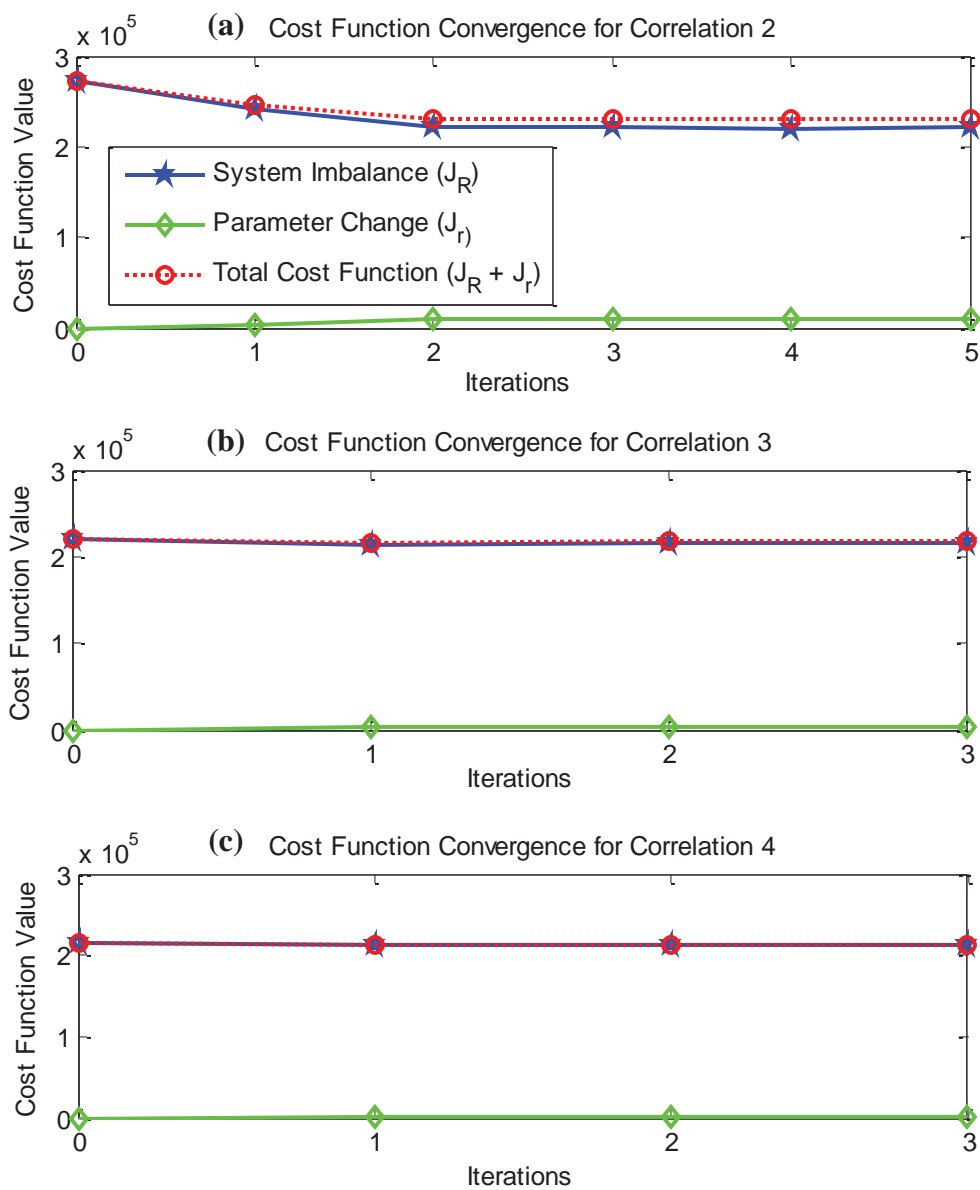 (a) Cost Function Convergence for Correlation 2
x 10^5
3
2
1
0
Cost Function Value
System Imbalance (J_R)
Parameter Change (J_r)
Total Cost Function (J_R + J_r)
0 1 2 3 4 5
Iterations
(b) Cost Function Convergence for Correlation 3
x 10^5
3
2
1
0
Cost Function Value
0 1 2 3
Iterations
(c) Cost Function Convergence for Correlation 4
x 10^5
3
2
1
0
Cost Function Value
0 1 2 3
Iterations